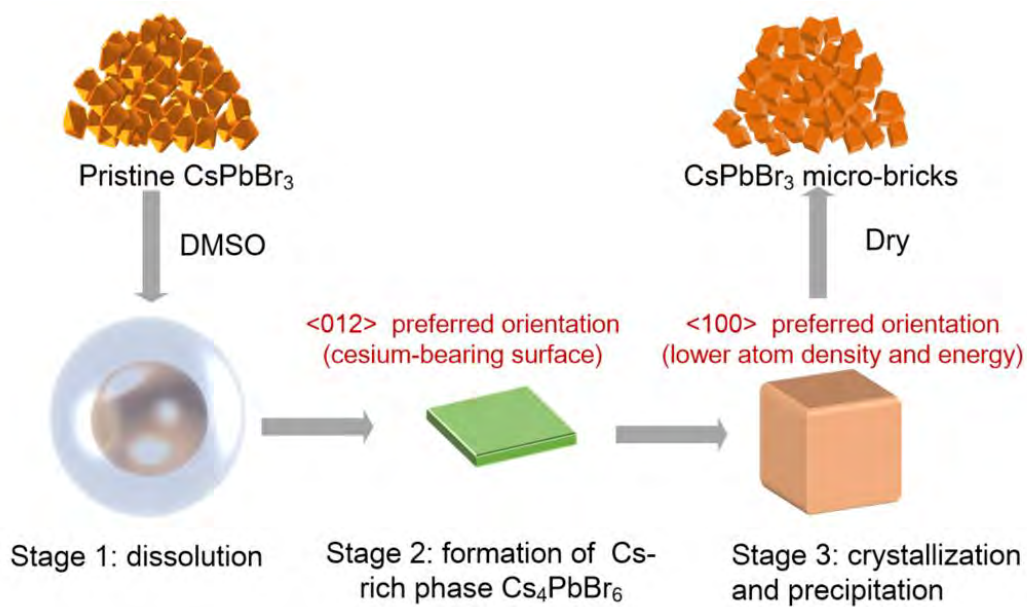 Pristine CsPbBr₃
CsPbBr₃ micro-bricks
DMSO
Dry
<012> preferred orientation
(cesium-bearing surface)
<100> preferred orientation
(lower atom density and energy)
Stage 1: dissolution
Stage 2: formation of Cs-
rich phase Cs₄PbBr₆
Stage 3: crystallization
and precipitation